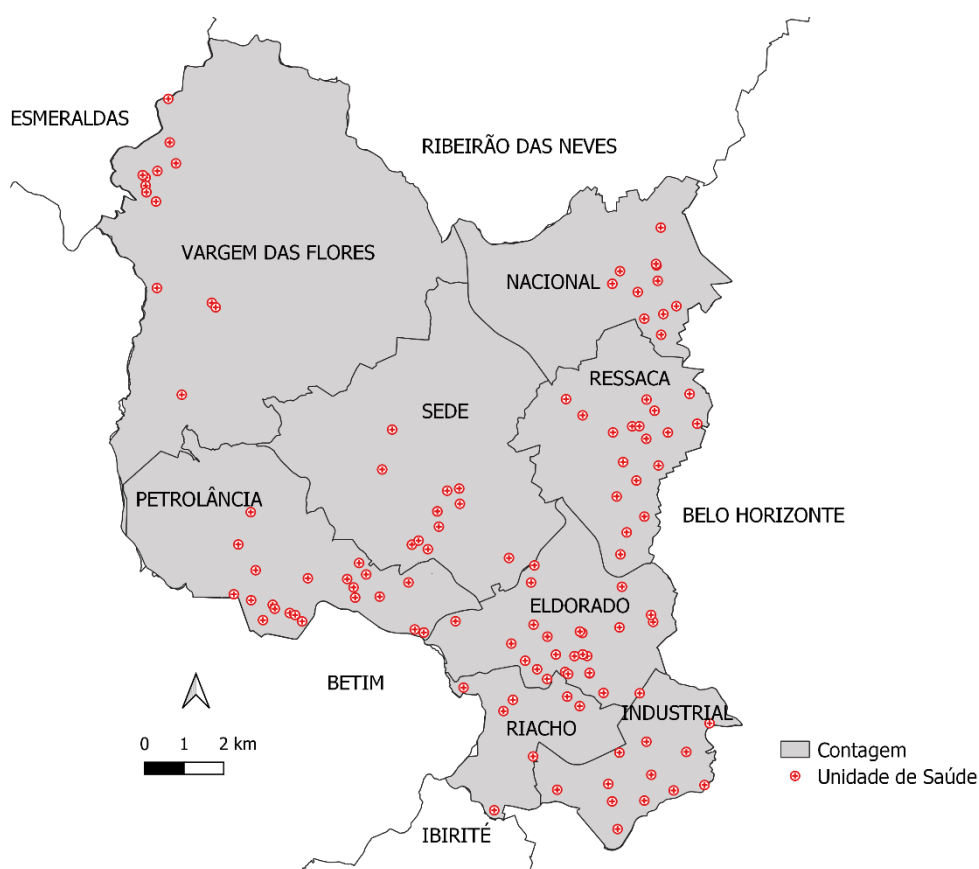 ESMERALDAS
RIBEIRÃO DAS NEVES
VARGEM DAS FLORES
NACIONAL
RESSACA
SEDE
PETROLÂNCIA
BELO HORIZONTE
ELDORADO
BETIM
INDUSTRIAL
RIACHO
0 1 2 km
Contagem
Unidade de Saúde
IBIRITÉ